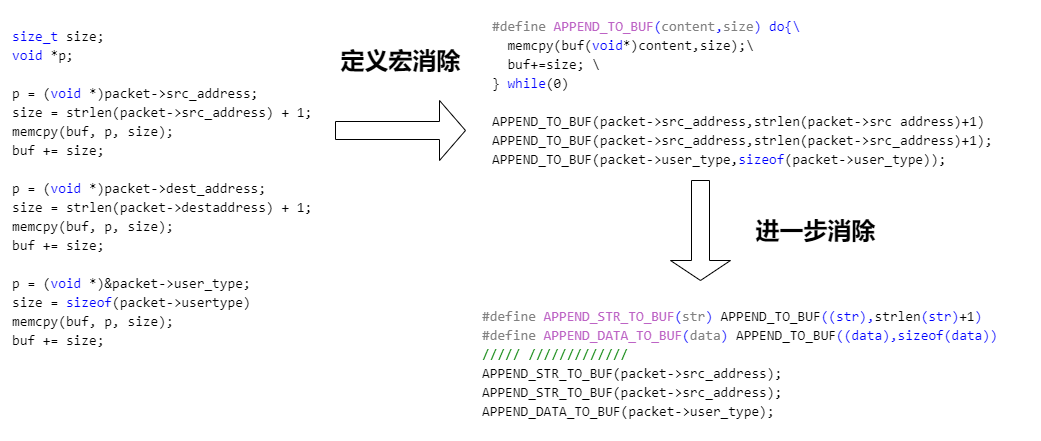 size_t size;
void *p;
p = (void *)packet->src_address;
size = strlen(packet->src_address) + 1;
memcpy(buf, p, size);
buf += size;
p = (void *)packet->dest_address;
size = strlen(packet->destaddress) + 1;
memcpy(buf, p, size);
buf += size;
p = (void *)&packet->user_type;
size = sizeof(packet->usertype)
memcpy(buf, p, size);
buf += size;
定义宏消除
#define APPEND_TO_BUF(content,size) do{\
memcpy(buf(void*)content,size);\
buf+=size; \
} while(0)
APPEND_TO_BUF(packet->src_address,strlen(packet->src address)+1)
APPEND_TO_BUF(packet->src_address,strlen(packet->src_address)+1);
APPEND_TO_BUF(packet->user_type,sizeof(packet->user_type));
进一步消除
#define APPEND_STR_TO_BUF(str) APPEND_TO_BUF((str),strlen(str)+1)
#define APPEND_DATA_TO_BUF(data) APPEND_TO_BUF((data),sizeof(data))
///// /////////////
APPEND_STR_TO_BUF(packet->src_address);
APPEND_STR_TO_BUF(packet->src_address);
APPEND_DATA_TO_BUF(packet->user_type);